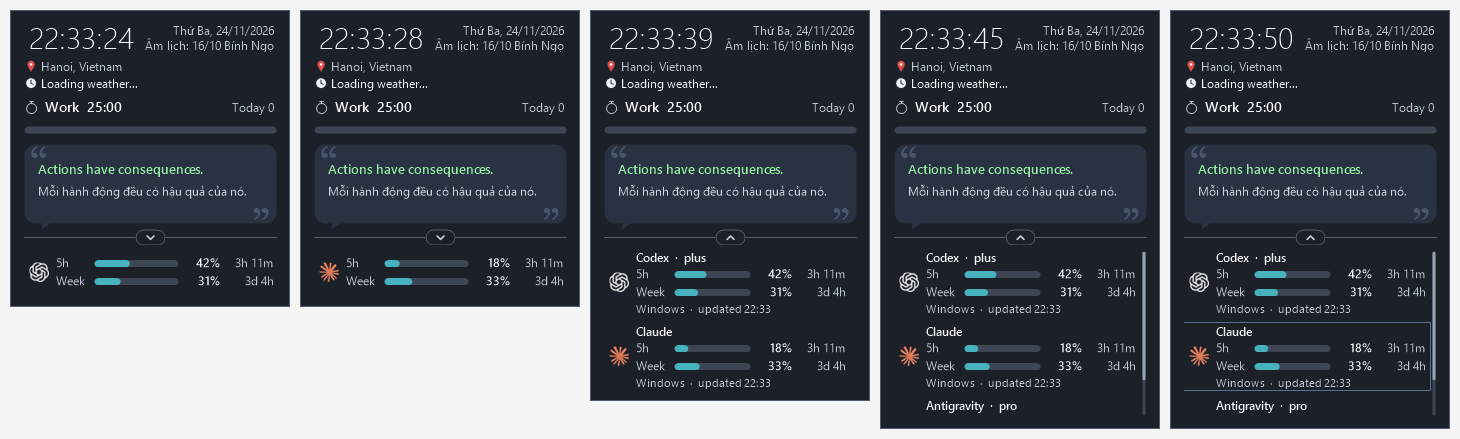 22:33:24
Thứ Ba, 24/11/2026
Âm lịch: 16/10 Bính Ngọ
Hanoi, Vietnam
Loading weather...
Work 25:00 Today 0
“
Actions have consequences.
Mỗi hành động đều có hậu quả của nó.
”
5h 42% 3h 11m
Week 31% 3d 4h
22:33:28
Thứ Ba, 24/11/2026
Âm lịch: 16/10 Bính Ngọ
Hanoi, Vietnam
Loading weather...
Work 25:00 Today 0
“
Actions have consequences.
Mỗi hành động đều có hậu quả của nó.
”
5h 18% 3h 11m
Week 33% 3d 4h
22:33:39
Thứ Ba, 24/11/2026
Âm lịch: 16/10 Bính Ngọ
Hanoi, Vietnam
Loading weather...
Work 25:00 Today 0
“
Actions have consequences.
Mỗi hành động đều có hậu quả của nó.
”
Codex · plus
5h 42% 3h 11m
Week 31% 3d 4h
Windows · updated 22:33
Claude
5h 18% 3h 11m
Week 33% 3d 4h
Windows · updated 22:33
22:33:45
Thứ Ba, 24/11/2026
Âm lịch: 16/10 Bính Ngọ
Hanoi, Vietnam
Loading weather...
Work 25:00 Today 0
“
Actions have consequences.
Mỗi hành động đều có hậu quả của nó.
”
Codex · plus
5h 42% 3h 11m
Week 31% 3d 4h
Windows · updated 22:33
Claude
5h 18% 3h 11m
Week 33% 3d 4h
Windows · updated 22:33
Antigravity · pro
22:33:50
Thứ Ba, 24/11/2026
Âm lịch: 16/10 Bính Ngọ
Hanoi, Vietnam
Loading weather...
Work 25:00 Today 0
“
Actions have consequences.
Mỗi hành động đều có hậu quả của nó.
”
Codex · plus
5h 42% 3h 11m
Week 31% 3d 4h
Windows · updated 22:33
Claude
5h 18% 3h 11m
Week 33% 3d 4h
Windows · updated 22:33
Antigravity · pro